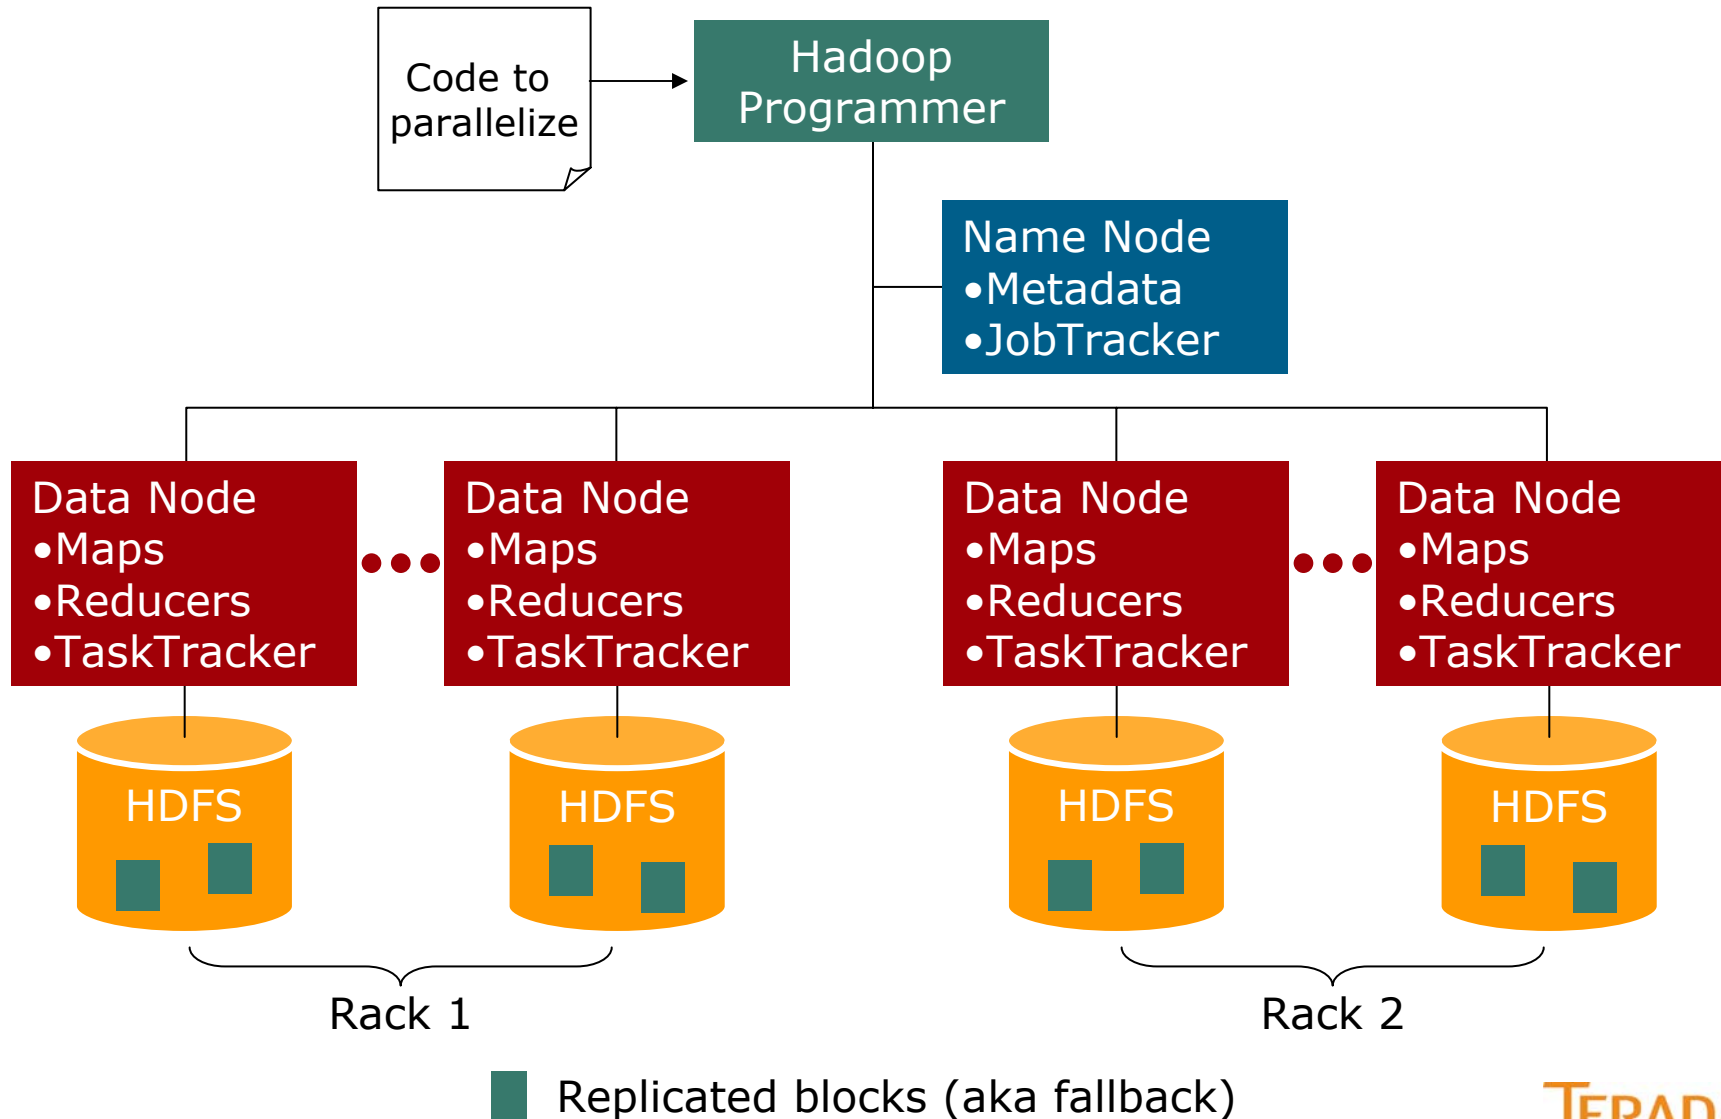 Code to
parallelize
Hadoop
Programmer
Name Node
•Metadata
•JobTracker
Data Node
•Maps
•Reducers
•TaskTracker
Data Node
•Maps
•Reducers
•TaskTracker
Data Node
•Maps
•Reducers
•TaskTracker
Data Node
•Maps
•Reducers
•TaskTracker
HDFS
HDFS
HDFS
HDFS
Rack 1
Rack 2
Replicated blocks (aka fallback)